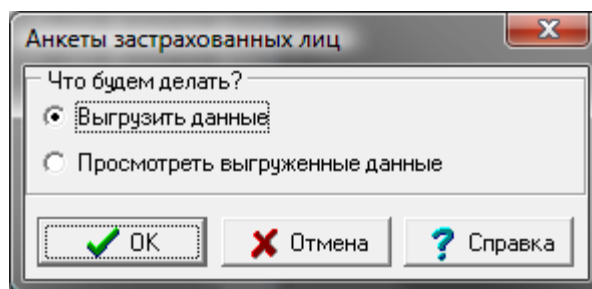 Анкеты застрахованных лиц
Что будем делать?
Выгрузить данные
Просмотреть выгруженные данные
OK
Отмена
? Справка